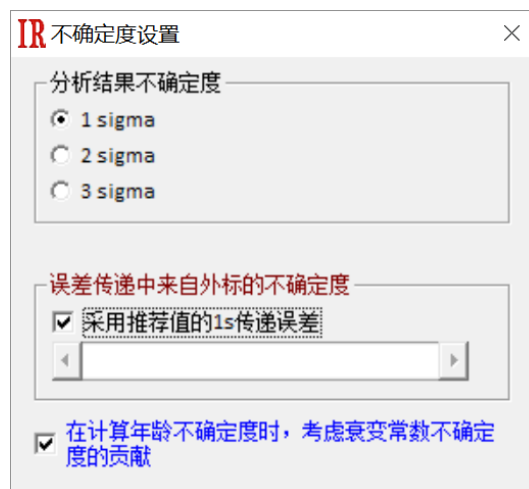 IR 不确定度设置
分析结果不确定度
1 sigma
2 sigma
3 sigma
误差传递中来自外标的不确定度
采用推荐值的1s传递误差
在计算年龄不确定度时，考虑衰变常数不确定
度的贡献